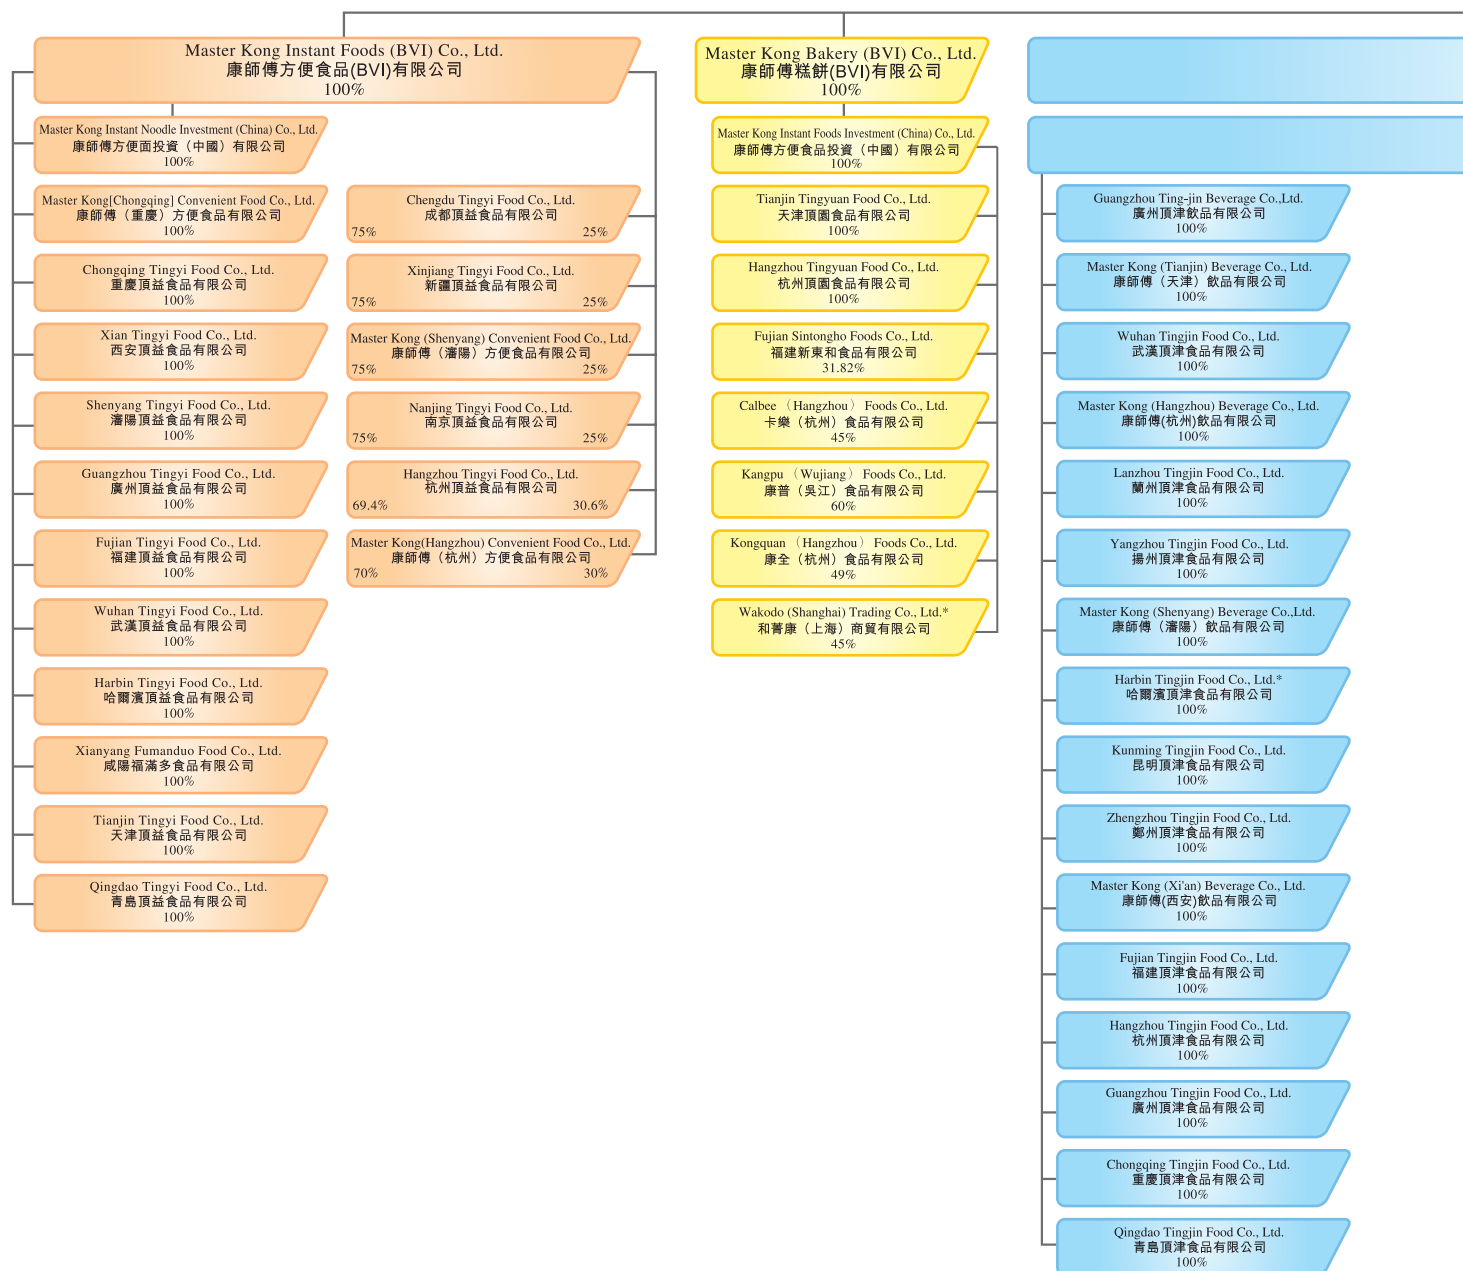 Master Kong Instant Foods (BVI) Co., Ltd.
康師傅方便食品(BVI)有限公司
100%
Master Kong Instant Noodle Investment (China) Co., Ltd.
康師傅方便面投資（中國）有限公司
100%
Master Kong[Chongqing] Convenient Food Co., Ltd.
康師傅（重慶）方便食品有限公司
100%
Chongqing Tingyi Food Co., Ltd.
重慶頂益食品有限公司
100%
Xian Tingyi Food Co., Ltd.
西安頂益食品有限公司
100%
Shenyang Tingyi Food Co., Ltd.
瀋陽頂益食品有限公司
100%
Guangzhou Tingyi Food Co., Ltd.
廣州頂益食品有限公司
100%
Fujian Tingyi Food Co., Ltd.
福建頂益食品有限公司
100%
Wuhan Tingyi Food Co., Ltd.
武漢頂益食品有限公司
100%
Harbin Tingyi Food Co., Ltd.
哈爾濱頂益食品有限公司
100%
Xianyang Fumanduo Food Co., Ltd.
咸陽福滿多食品有限公司
100%
Tianjin Tingyi Food Co., Ltd.
天津頂益食品有限公司
100%
Qingdao Tingyi Food Co., Ltd.
青島頂益食品有限公司
100%
Chengdu Tingyi Food Co., Ltd.
成都頂益食品有限公司
75% 25%
Xinjiang Tingyi Food Co., Ltd.
新疆頂益食品有限公司
75% 25%
Master Kong (Shenyang) Convenient Food Co., Ltd.
康師傅（瀋陽）方便食品有限公司
75% 25%
Nanjing Tingyi Food Co., Ltd.
南京頂益食品有限公司
75% 25%
Hangzhou Tingyi Food Co., Ltd.
杭州頂益食品有限公司
69.4% 30.6%
Master Kong(Hangzhou) Convenient Food Co., Ltd.
康師傅（杭州）方便食品有限公司
70% 30%
Master Kong Bakery (BVI) Co., Ltd.
康師傅糕餅(BVI)有限公司
100%
Master Kong Instant Foods Investment (China) Co., Ltd.
康師傅方便食品投資（中國）有限公司
100%
Tianjin Tingyuan Food Co., Ltd.
天津頂園食品有限公司
100%
Hangzhou Tingyuan Food Co., Ltd.
杭州頂園食品有限公司
100%
Fujian Sintongho Foods Co., Ltd.
福建新東和食品有限公司
31.82%
Calbee （Hangzhou） Foods Co., Ltd.
卡樂（杭州）食品有限公司
45%
Kangpu （Wujiang） Foods Co., Ltd.
康普（吳江）食品有限公司
60%
Kongquan （Hangzhou） Foods Co., Ltd.
康全（杭州）食品有限公司
49%
Wakodo (Shanghai) Trading Co., Ltd.*
和菁康（上海）商貿有限公司
45%
Guangzhou Ting-jin Beverage Co.,Ltd.
廣州頂津飲品有限公司
100%
Master Kong (Tianjin) Beverage Co., Ltd.
康師傅（天津）飲品有限公司
100%
Wuhan Tingjin Food Co., Ltd.
武漢頂津食品有限公司
100%
Master Kong (Hangzhou) Beverage Co., Ltd.
康師傅(杭州)飲品有限公司
100%
Lanzhou Tingjin Food Co., Ltd.
蘭州頂津食品有限公司
100%
Yangzhou Tingjin Food Co., Ltd.
揚州頂津食品有限公司
100%
Master Kong (Shenyang) Beverage Co.,Ltd.
康師傅（瀋陽）飲品有限公司
100%
Harbin Tingjin Food Co., Ltd.*
哈爾濱頂津食品有限公司
100%
Kunming Tingjin Food Co., Ltd.
昆明頂津食品有限公司
100%
Zhengzhou Tingjin Food Co., Ltd.
鄭州頂津食品有限公司
100%
Master Kong (Xi'an) Beverage Co., Ltd.
康師傅(西安)飲品有限公司
100%
Fujian Tingjin Food Co., Ltd.
福建頂津食品有限公司
100%
Hangzhou Tingjin Food Co., Ltd.
杭州頂津食品有限公司
100%
Guangzhou Tingjin Food Co., Ltd.
廣州頂津食品有限公司
100%
Chongqing Tingjin Food Co., Ltd.
重慶頂津食品有限公司
100%
Qingdao Tingjin Food Co., Ltd.
青島頂津食品有限公司
100%